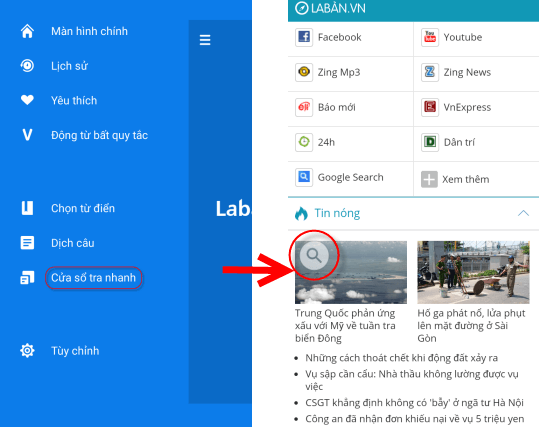 Màn hình chính
Lịch sử
Yêu thích
Động từ bất quy tắc
Chọn từ điển
Dịch câu
Cửa sổ tra nhanh
Tùy chỉnh
Lab
LABÀN.VN
Facebook
Youtube
Zing Mp3
Zing News
Báo mới
VnExpress
24h
Dân trí
Google Search
Xem thêm
Tin nóng
Trung Quốc phản ứng
xấu với Mỹ về tuần tra
biển Đông
Hố ga phát nổ, lửa phụt
lên mặt đường ở Sài
Gòn
Những cách thoát chết khi động đất xảy ra
Vụ sập cần cẩu: Nhà thầu không lường được vụ
việc
CSGT khẳng định không có 'bẫy' ở ngã tư Hà Nội
Công an đã nhận đơn khiếu nại về vụ 5 triệu yen